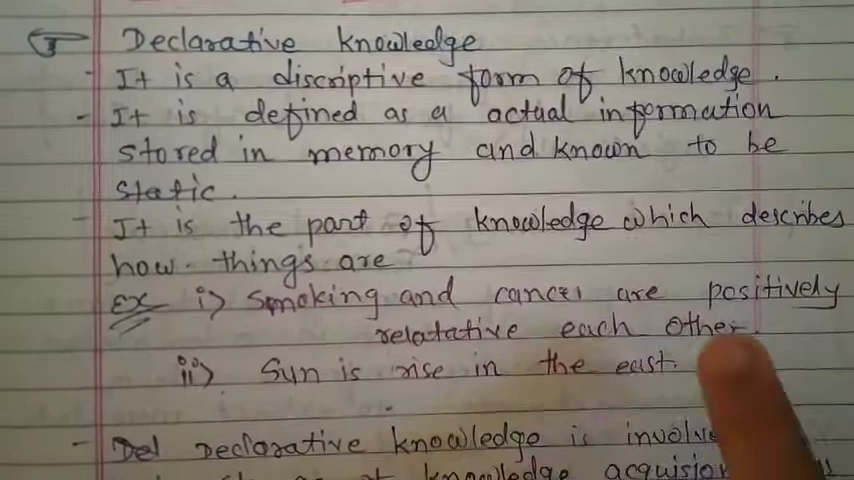 Declarative knowledge
- It is a discriptive form of knowledge.
- It is defined as a actual information
stored in memory and known to be
static.
- It is the part of knowledge which describes
how things are
Ex i) Smoking and cancer are positively
relatative each other.
ii) Sun is rise in the east.
- Declarative knowledge is
knowledge